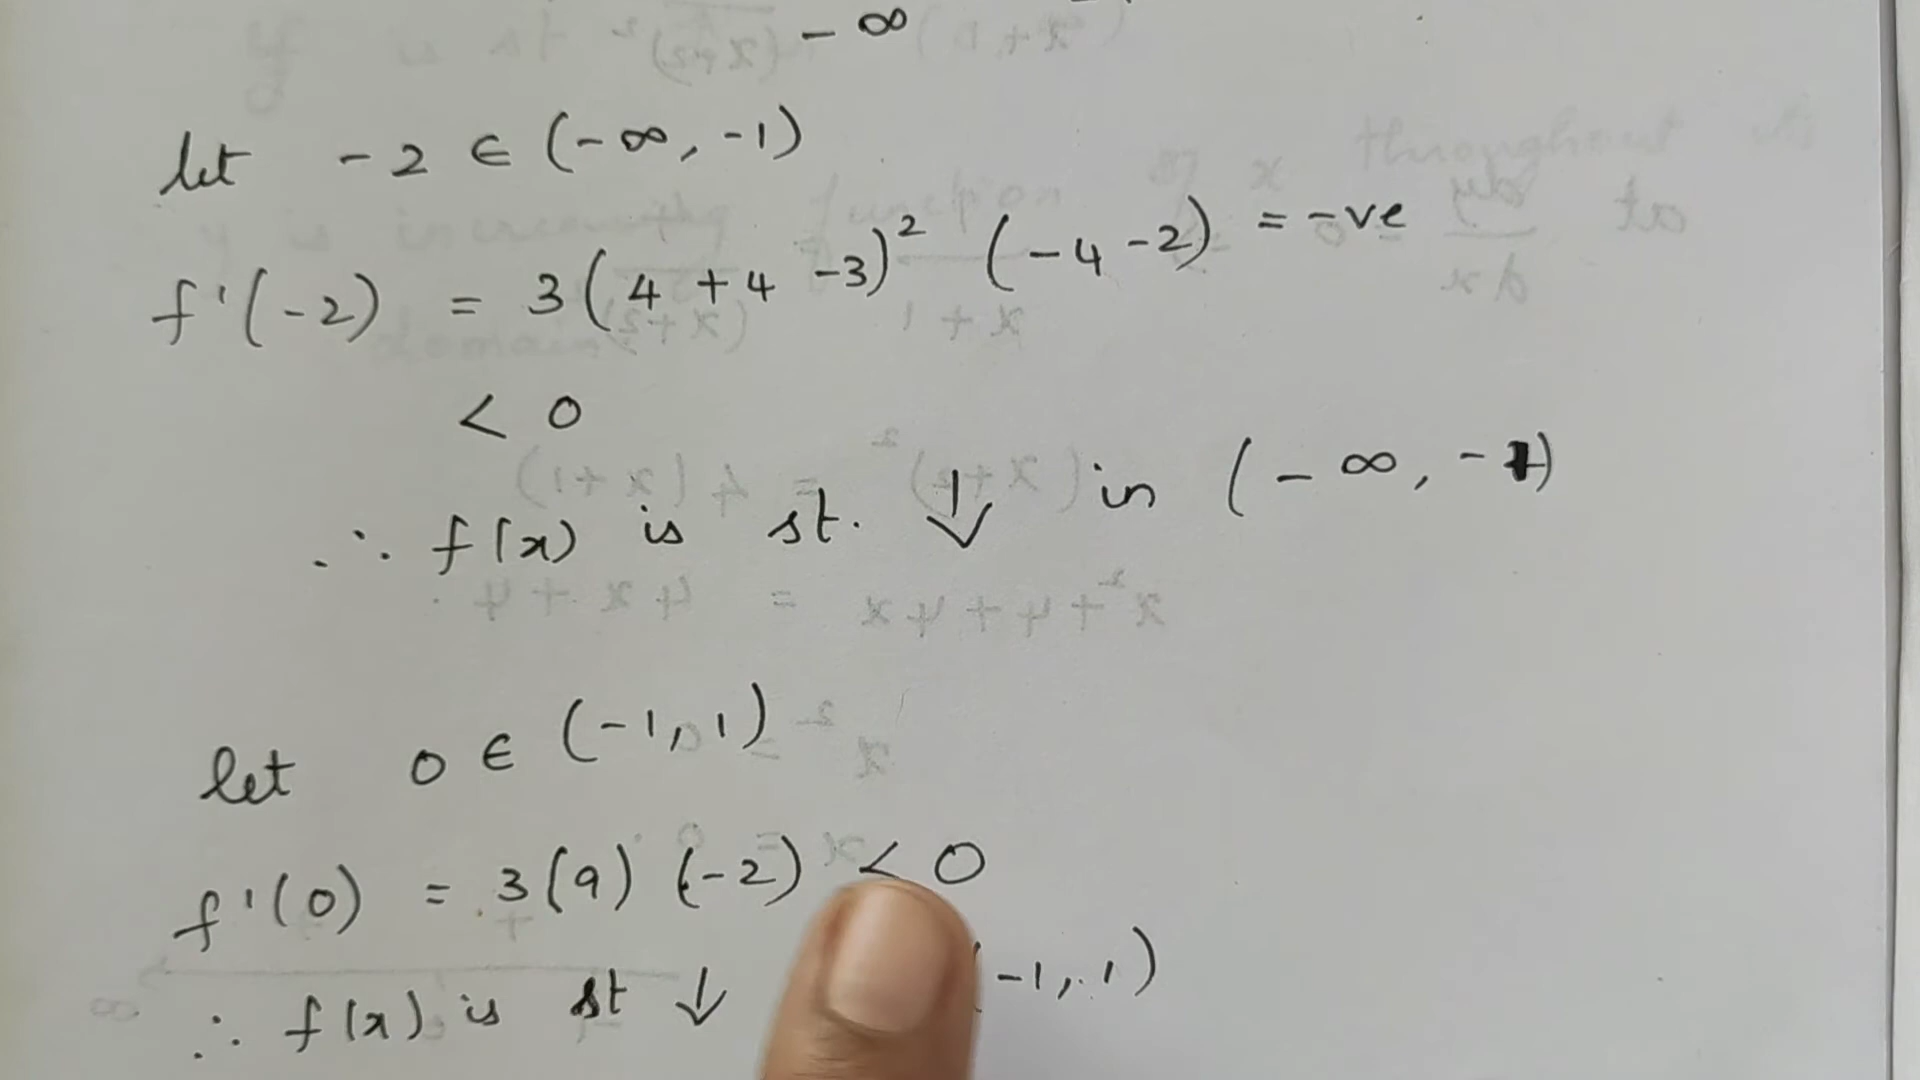 - ∞
let -2 ∈ (-∞, -1)
f'(-2) = 3(4 + 4 -3)² (-4 -2) = -ve
< 0
∴ f(x) is st. ↓ in (-∞, -1)
let 0 ∈ (-1, 1)
f'(0) = 3(9) (-2) < 0
∴ f(x) is st ↓ (-1, 1)